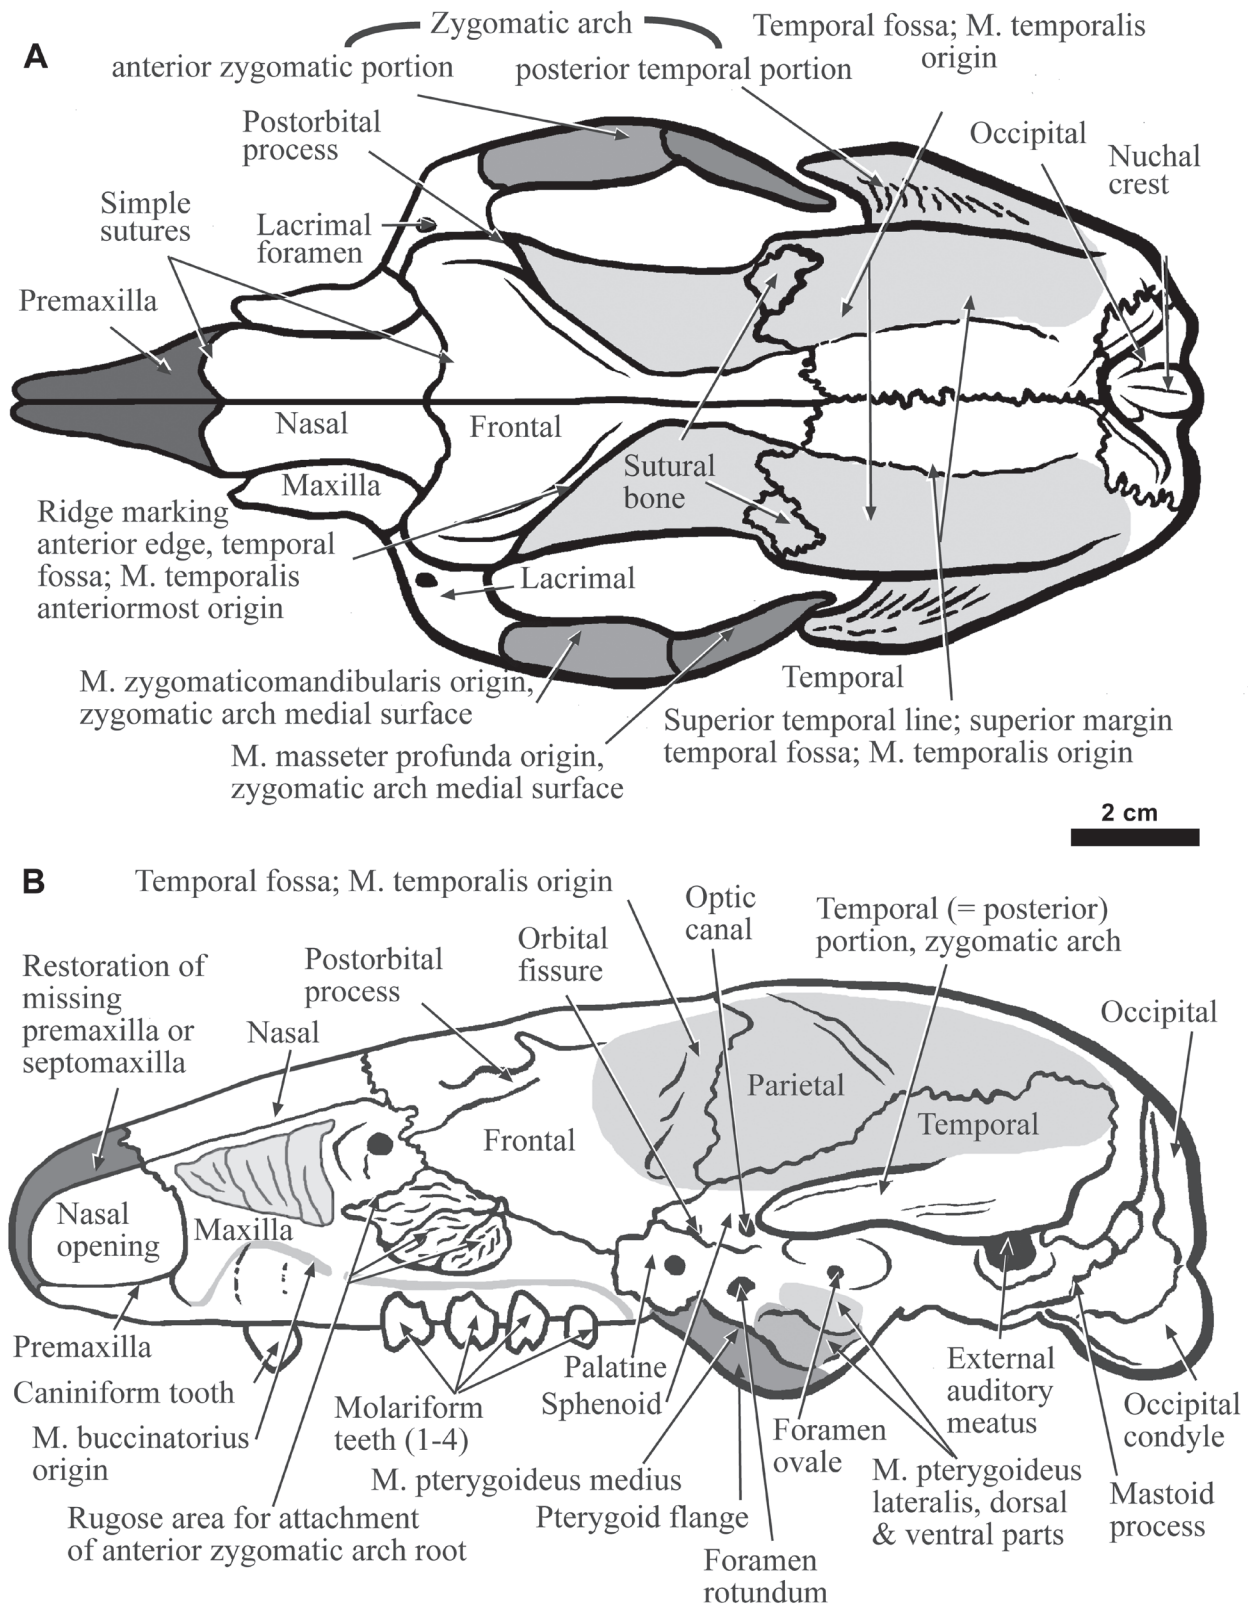 A
Zygomatic arch
anterior zygomatic portion
posterior temporal portion
Temporal fossa; M. temporalis
origin
Postorbital
process
Occipital
Nuchal
crest
Simple
sutures
Lacrimal
foramen
Premaxilla
Nasal
Frontal
Maxilla
Sutural
bone
Ridge marking
anterior edge, temporal
fossa; M. temporalis
anteriormost origin
Lacrimal
M. zygomaticomandibularis origin,
zygomatic arch medial surface
Temporal
M. masseter profunda origin,
zygomatic arch medial surface
Superior temporal line; superior margin
temporal fossa; M. temporalis origin
2 cm
B
Temporal fossa; M. temporalis origin
Optic
canal
Temporal (= posterior)
portion, zygomatic arch
Orbital
fissure
Postorbital
process
Restoration of
missing
premaxilla or
septomaxilla
Nasal
Occipital
Parietal
Temporal
Frontal
Nasal
opening
Maxilla
Premaxilla
Caniniform tooth
M. buccinatorius
origin
Rugose area for attachment
of anterior zygomatic arch root
Molariform
teeth (1-4)
Palatine
Sphenoid
M. pterygoideus medius
Pterygoid flange
Foramen
rotundum
Foramen
ovale
M. pterygoideus
lateralis, dorsal
& ventral parts
External
auditory
meatus
Occipital
condyle
Mastoid
process